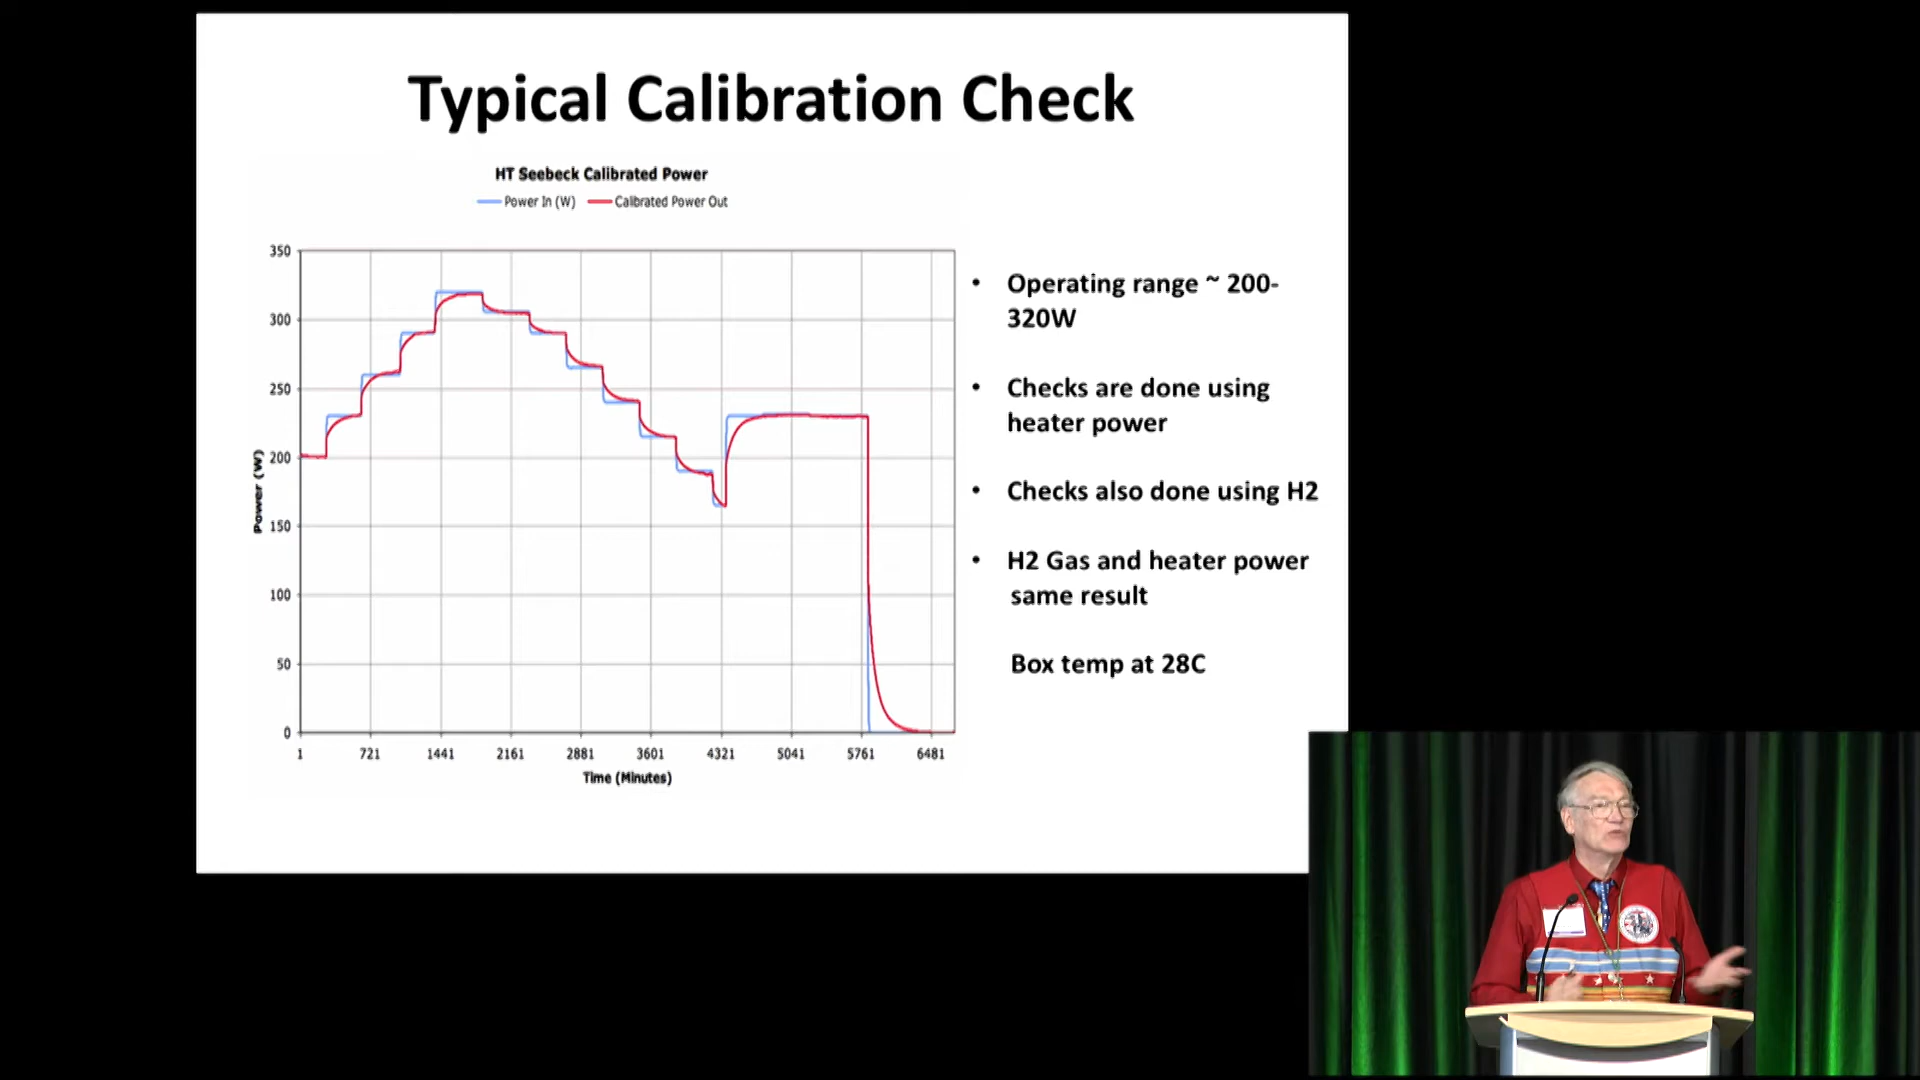 Typical Calibration Check
HT Seebeck Calibrated Power
Power In (W) Calibrated Power Out
350
300
250
200
150
100
50
0
Power (W)
1 721 1441 2161 2881 3601 4321 5041 5761 6481
Time (Minutes)
• Operating range ~ 200-
320W
• Checks are done using
heater power
• Checks also done using H2
• H2 Gas and heater power
same result
Box temp at 28C